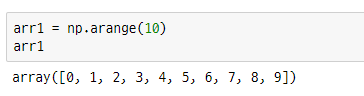 arr1 = np.arange(10)
arr1
array([0, 1, 2, 3, 4, 5, 6, 7, 8, 9])